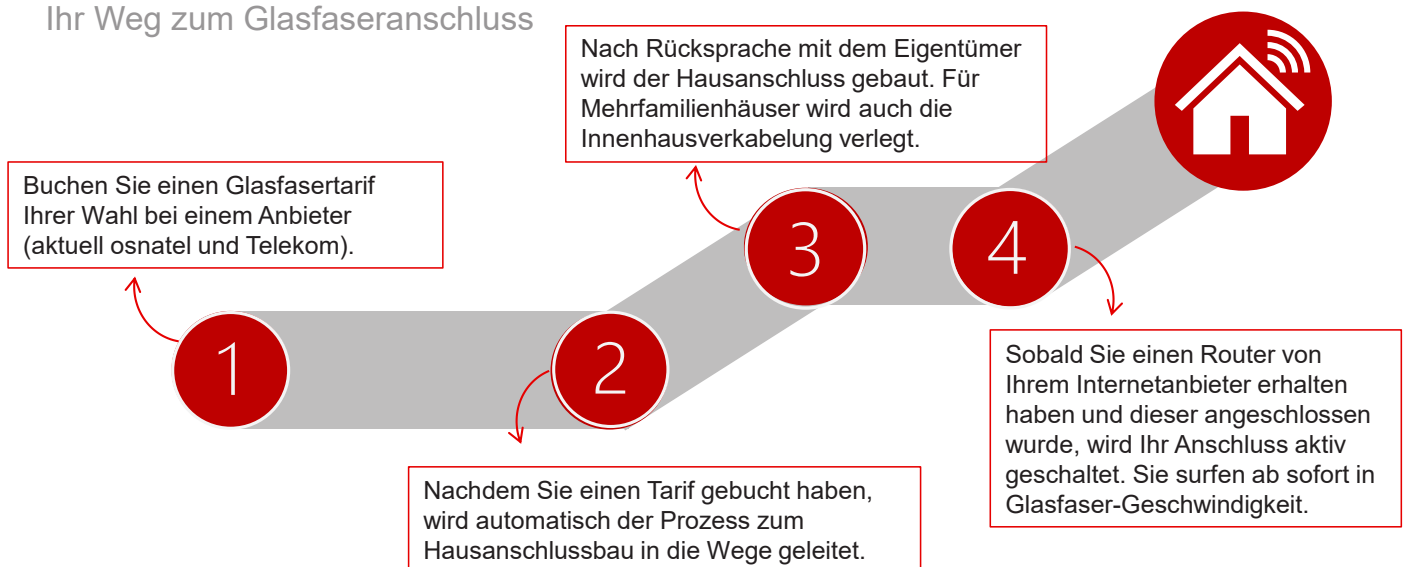 Ihr Weg zum Glasfaseranschluss
Buchen Sie einen Glasfasertarif
Ihrer Wahl bei einem Anbieter
(aktuell osnatel und Telekom).
1
2
Nachdem Sie einen Tarif gebucht haben,
wird automatisch der Prozess zum
Hausanschlussbau in die Wege geleitet.
Nach Rücksprache mit dem Eigentümer
wird der Hausanschluss gebaut. Für
Mehrfamilienhäuser wird auch die
Innenhausverkabelung verlegt.
3
4
Sobald Sie einen Router von
Ihrem Internetanbieter erhalten
haben und dieser angeschlossen
wurde, wird Ihr Anschluss aktiv
geschaltet. Sie surfen ab sofort in
Glasfaser-Geschwindigkeit.